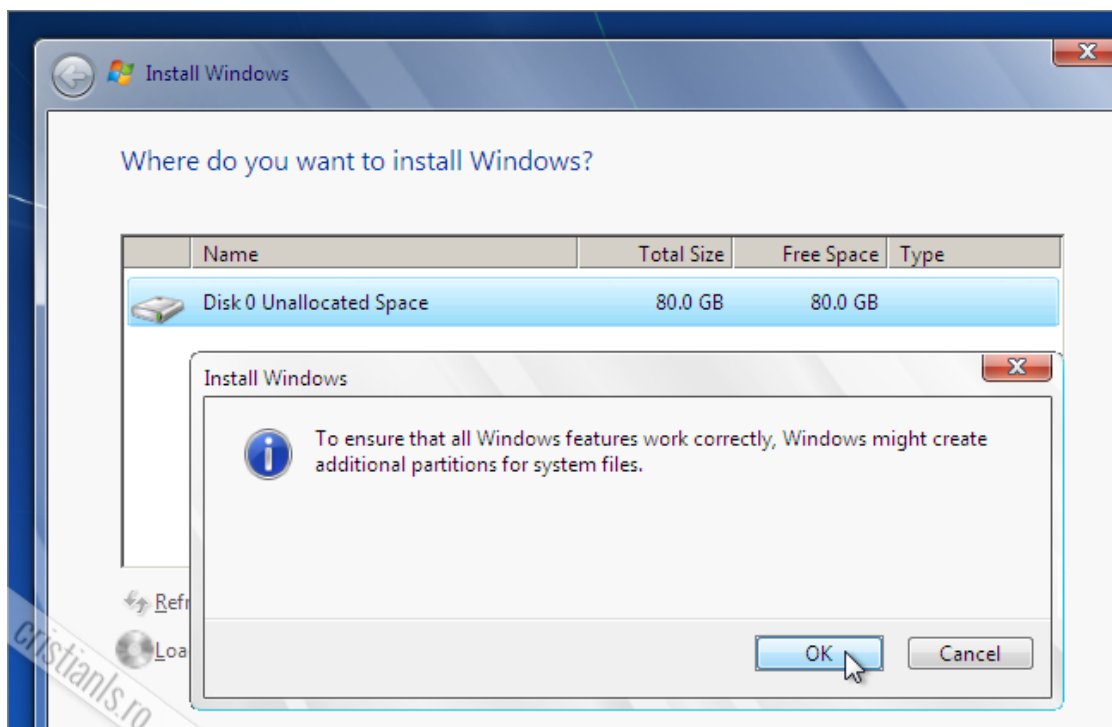 Install Windows
Where do you want to install Windows?
Name Total Size Free Space Type
Disk 0 Unallocated Space 80.0 GB 80.0 GB
Install Windows
To ensure that all Windows features work correctly, Windows might create
additional partitions for system files.
Refr
Loa
OK Cancel
cristianls.ro